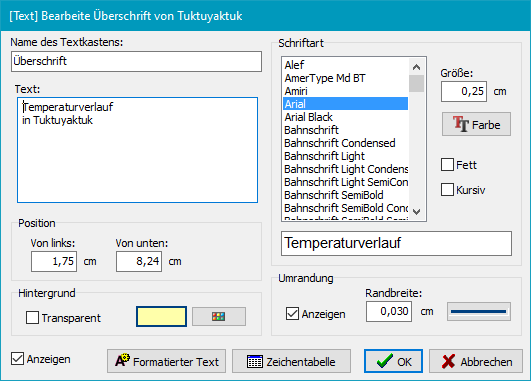 [Text] Bearbeite Überschrift von Tuktuyaktuk
Name des Textkastens:
Überschrift
Text:
Temperaturverlauf
in Tuktuyaktuk
Position
Von links:
1,75 cm
Von unten:
8,24 cm
Hintergrund
Transparent
Anzeigen
Schriftart
Alef
AmerType Md BT
Amiri
Arial
Arial Black
Bahnschrift
Bahnschrift Condensed
Bahnschrift Light
Bahnschrift Light Condens
Bahnschrift Light SemiCon
Bahnschrift SemiBold
Bahnschrift SemiBold Conc
Größe:
0,25 cm
Farbe
Fett
Kursiv
Temperaturverlauf
Umrandung
Anzeigen
Randbreite:
0,030 cm
Formatierter Text
Zeichentabelle
OK
Abbrechen